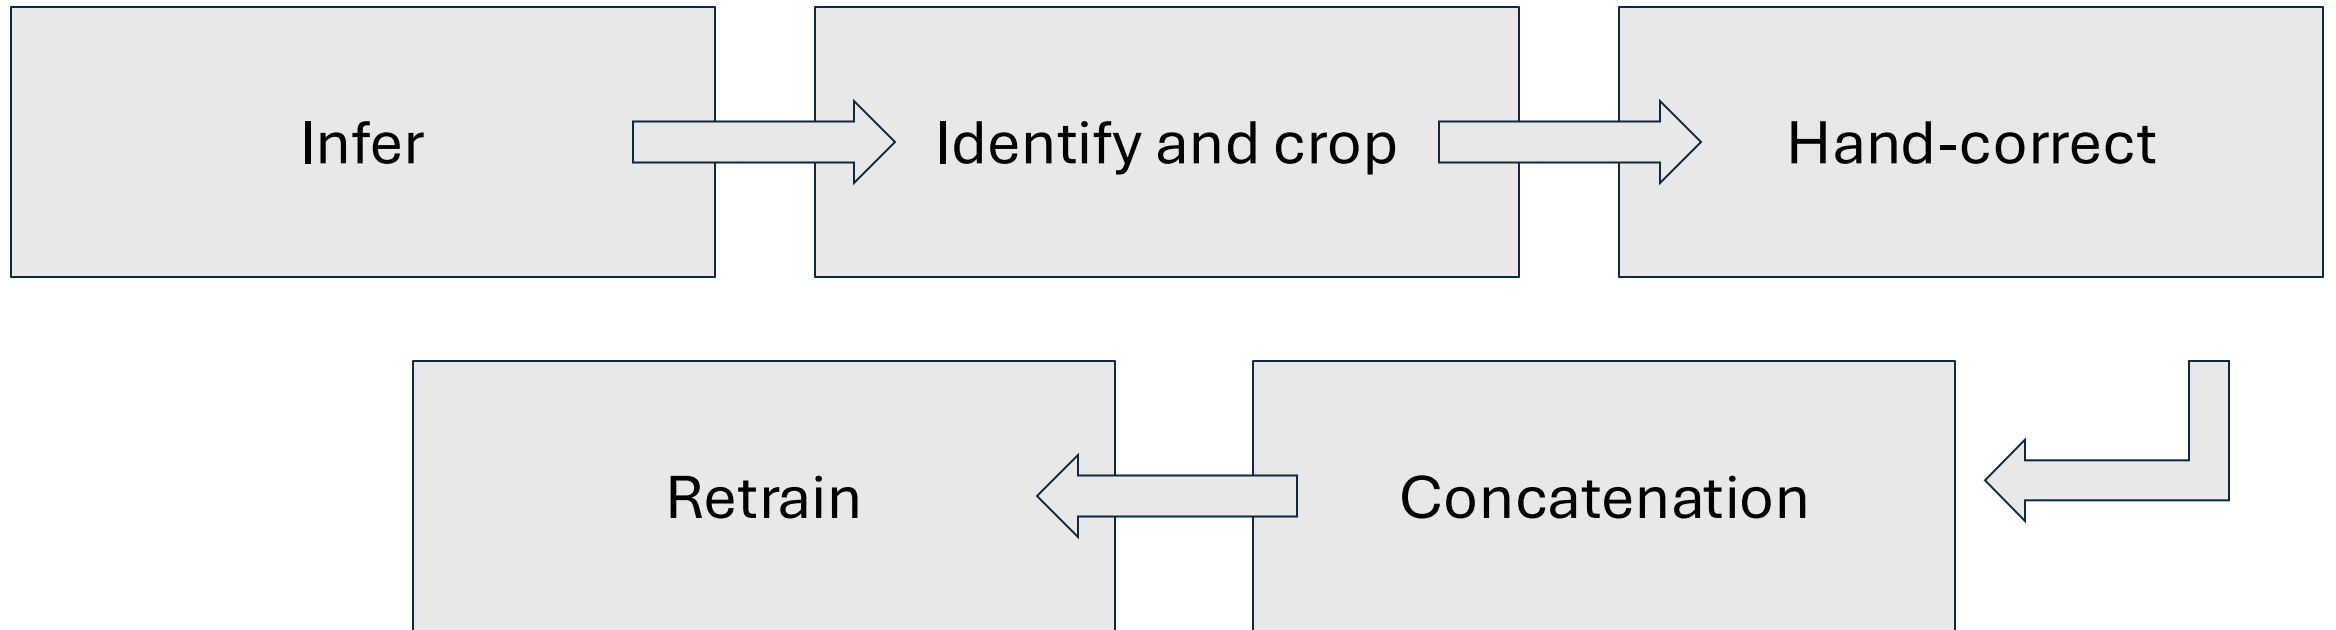 Infer
Identify and crop
Hand-correct
Concatenation
Retrain